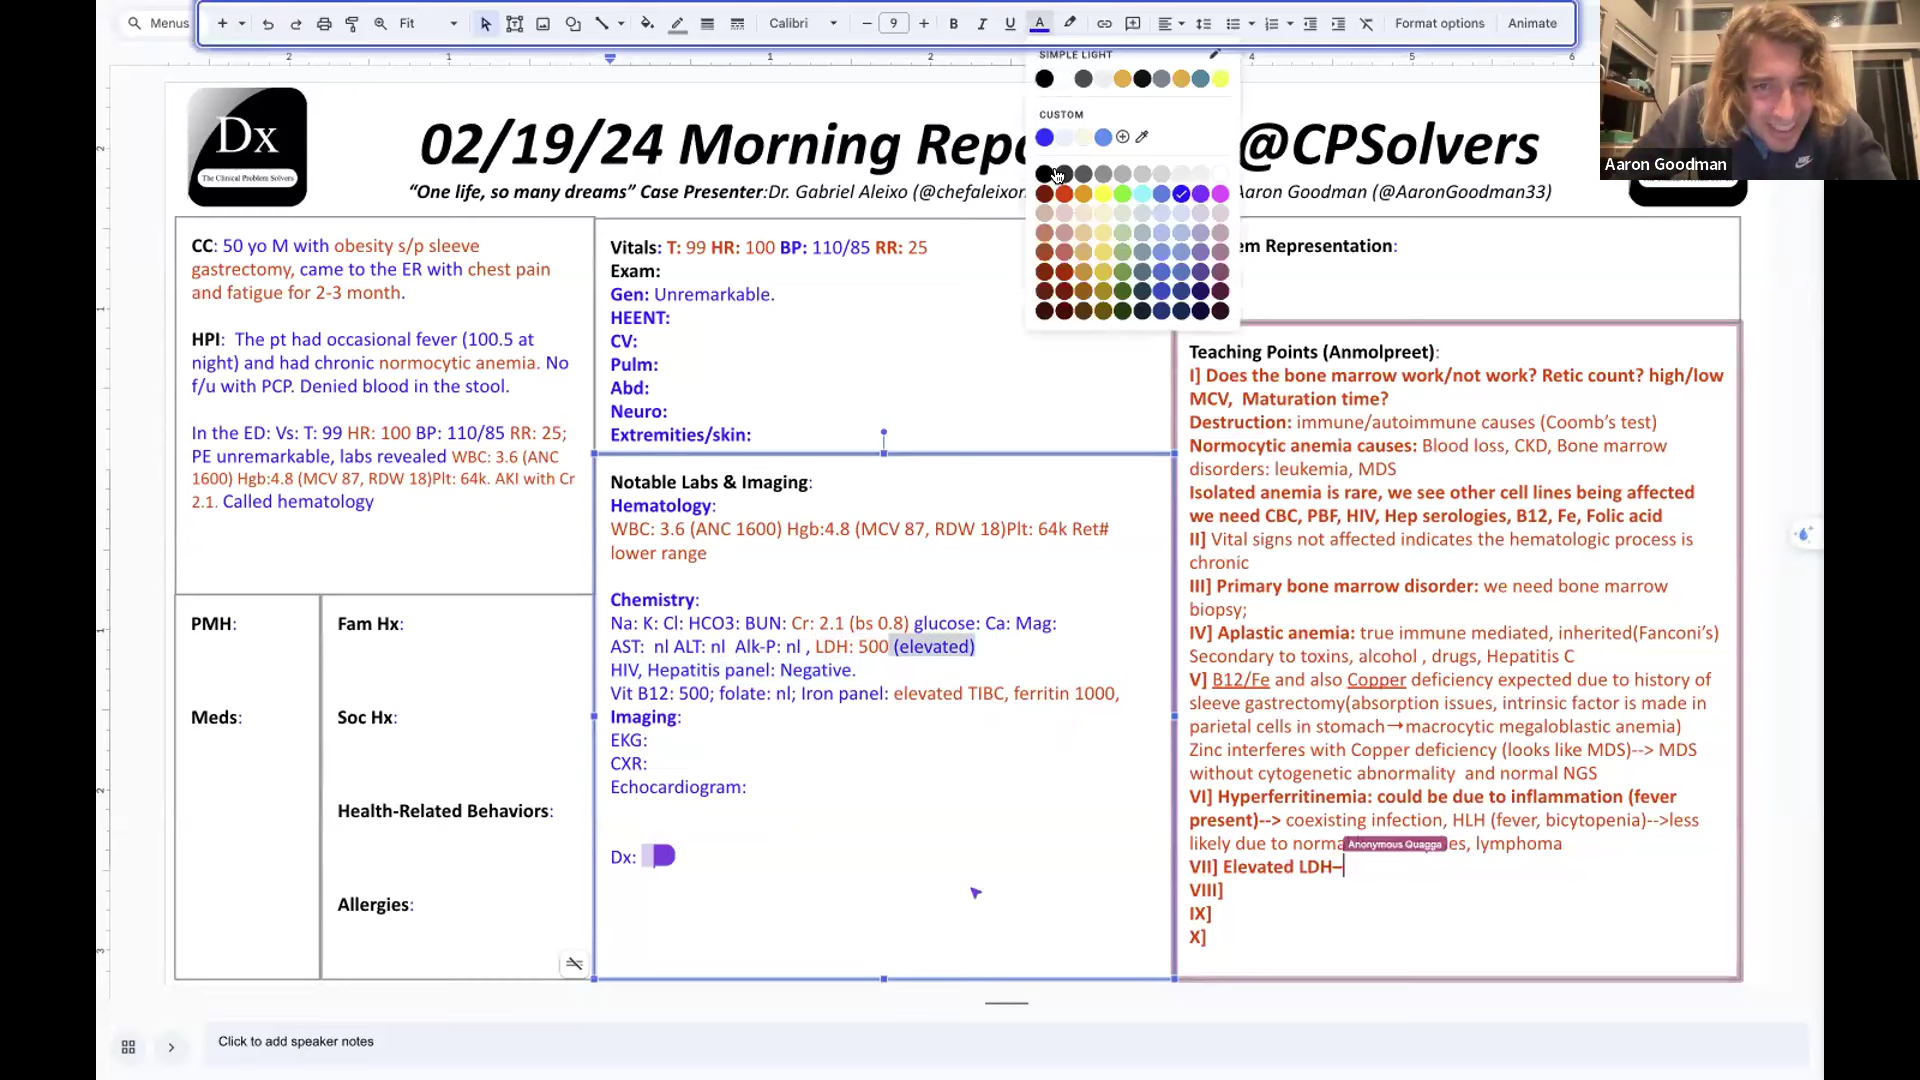 Menus
Fit
Calibri
9
Format options
Animate
2 1 1 2 4 5 6
SIMPLE LIGHT
CUSTOM
Dx
The Clinical Problem Solvers
02/19/24 Morning Repo
@CPSolvers
“One life, so many dreams” Case Presenter:Dr. Gabriel Aleixo (@chefaleixo
Aaron Goodman (@AaronGoodman33)
Aaron Goodman
CC: 50 yo M with obesity s/p sleeve
gastrectomy, came to the ER with chest pain
and fatigue for 2-3 month.
HPI: The pt had occasional fever (100.5 at
night) and had chronic normocytic anemia. No
f/u with PCP. Denied blood in the stool.
In the ED: Vs: T: 99 HR: 100 BP: 110/85 RR: 25;
PE unremarkable, labs revealed WBC: 3.6 (ANC
1600) Hgb:4.8 (MCV 87, RDW 18)Plt: 64k. AKI with Cr
2.1. Called hematology
PMH:
Meds:
Fam Hx:
Soc Hx:
Health-Related Behaviors:
Allergies:
Vitals: T: 99 HR: 100 BP: 110/85 RR: 25
Exam:
Gen: Unremarkable.
HEENT:
CV:
Pulm:
Abd:
Neuro:
Extremities/skin:
Notable Labs & Imaging:
Hematology:
WBC: 3.6 (ANC 1600) Hgb:4.8 (MCV 87, RDW 18)Plt: 64k Ret#
lower range
Chemistry:
Na: K: Cl: HCO3: BUN: Cr: 2.1 (bs 0.8) glucose: Ca: Mag:
AST: nl ALT: nl Alk-P: nl , LDH: 500 (elevated)
HIV, Hepatitis panel: Negative.
Vit B12: 500; folate: nl; Iron panel: elevated TIBC, ferritin 1000,
Imaging:
EKG:
CXR:
Echocardiogram:
Dx:
em Representation:
Teaching Points (Anmolpreet):
I] Does the bone marrow work/not work? Retic count? high/low
MCV, Maturation time?
Destruction: immune/autoimmune causes (Coomb’s test)
Normocytic anemia causes: Blood loss, CKD, Bone marrow
disorders: leukemia, MDS
Isolated anemia is rare, we see other cell lines being affected
we need CBC, PBF, HIV, Hep serologies, B12, Fe, Folic acid
II] Vital signs not affected indicates the hematologic process is
chronic
III] Primary bone marrow disorder: we need bone marrow
biopsy;
IV] Aplastic anemia: true immune mediated, inherited(Fanconi’s)
Secondary to toxins, alcohol , drugs, Hepatitis C
V] B12/Fe and also Copper deficiency expected due to history of
sleeve gastrectomy(absorption issues, intrinsic factor is made in
parietal cells in stomach→macrocytic megaloblastic anemia)
Zinc interferes with Copper deficiency (looks like MDS)--> MDS
without cytogenetic abnormality and normal NGS
VI] Hyperferritinemia: could be due to inflammation (fever
present)--> coexisting infection, HLH (fever, bicytopenia)-->less
likely due to norma Anonymous Quagga es, lymphoma
VII] Elevated LDH–
VIII]
IX]
X]
Click to add speaker notes